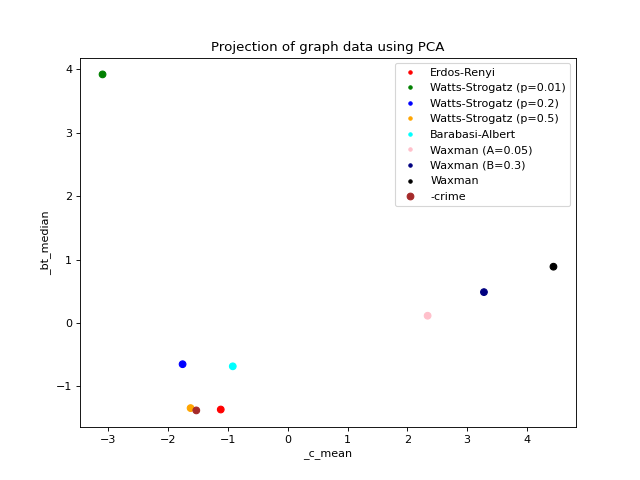 Projection of graph data using PCA
Erdos-Renyi
Watts-Strogatz (p=0.01)
Watts-Strogatz (p=0.2)
Watts-Strogatz (p=0.5)
Barabasi-Albert
Waxman (A=0.05)
Waxman (B=0.3)
Waxman
-crime
_bt_median
4
3
2
1
0
−1
−3
−2
−1
0
1
2
3
4
_c_mean